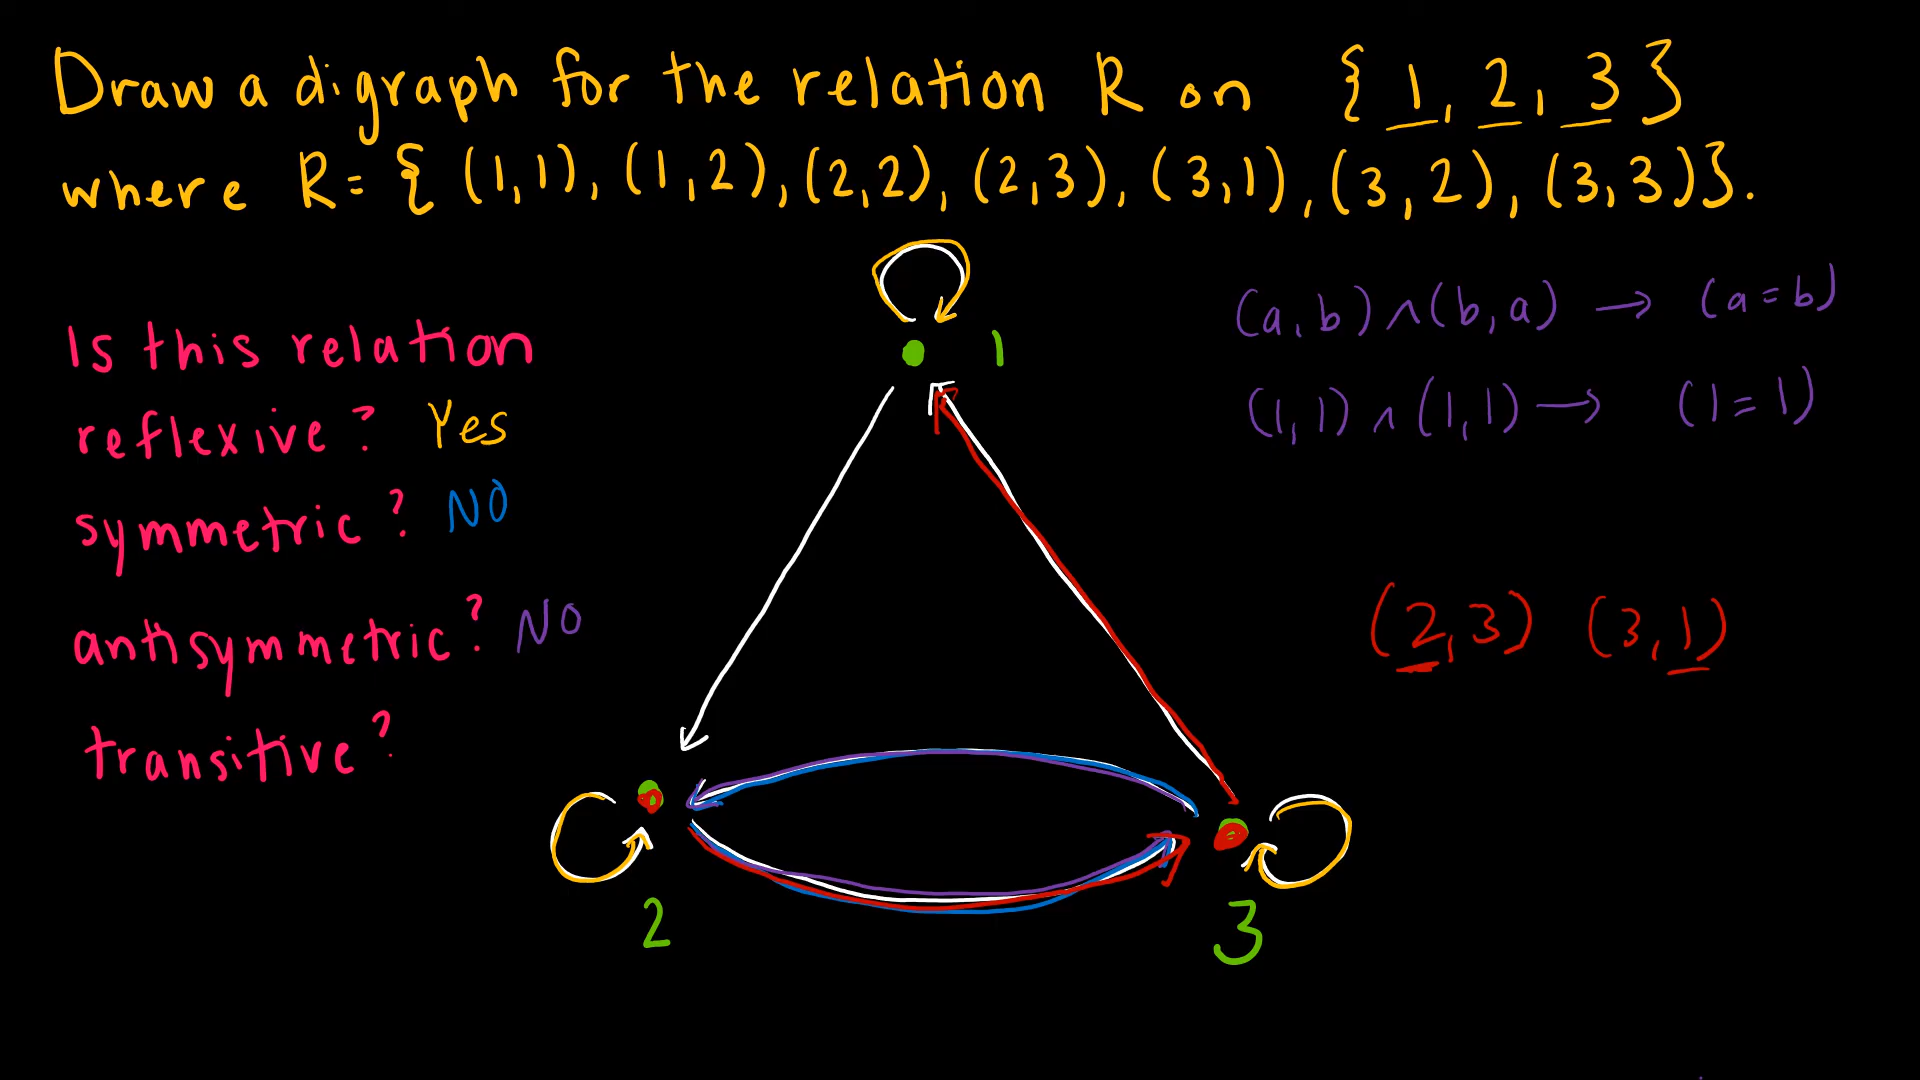 Draw a digraph for the relation R on { 1, 2, 3 }
where R = { (1,1), (1,2), (2,2), (2,3), (3,1), (3,2), (3,3)}.
(a,b) ∧ (b,a) → (a=b)
1
Is this relation
reflexive? Yes
(1,1) ∧ (1,1) → (1=1)
symmetric? NO
antisymmetric? NO
(2,3) (3,1)
transitive?
2
3